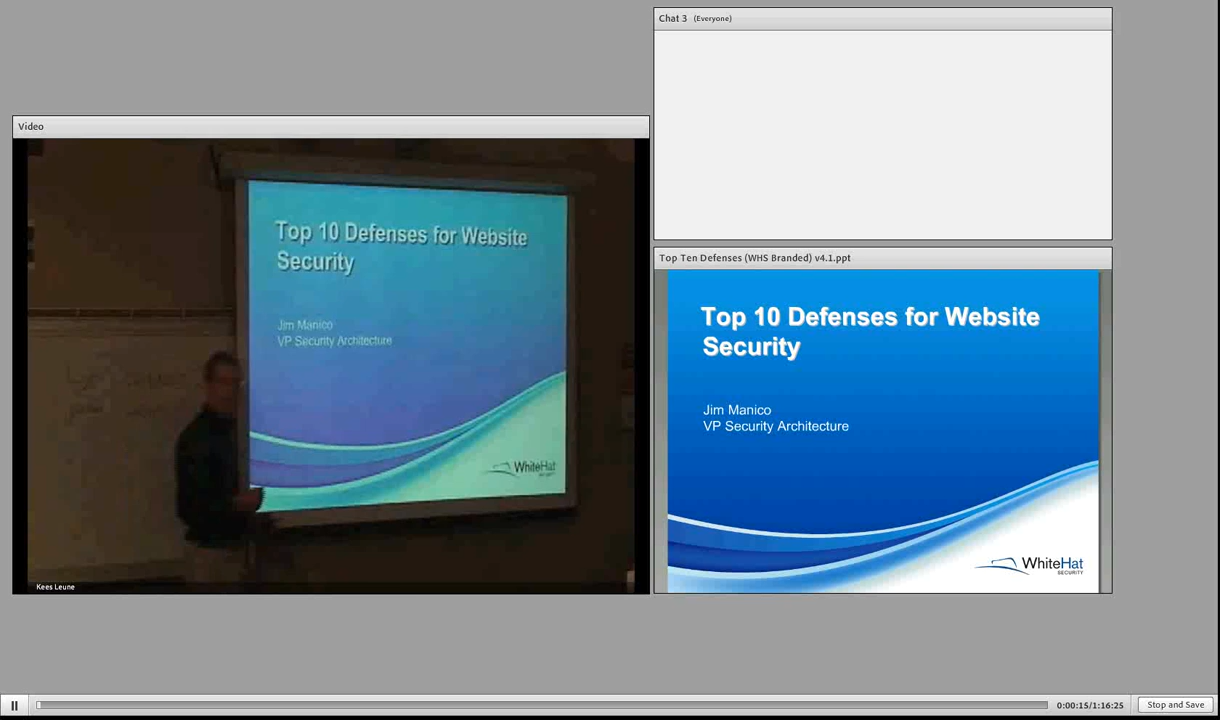 Chat 3 (Everyone)
Video
Top 10 Defenses for Website
Security
Jim Manico
VP Security Architecture
WhiteHat
Kees Leune
Top Ten Defenses (WHS Branded) v4.1.ppt
Top 10 Defenses for Website
Security
Jim Manico
VP Security Architecture
WhiteHat
SECURITY
0:00:15/1:16:25
Stop and Save